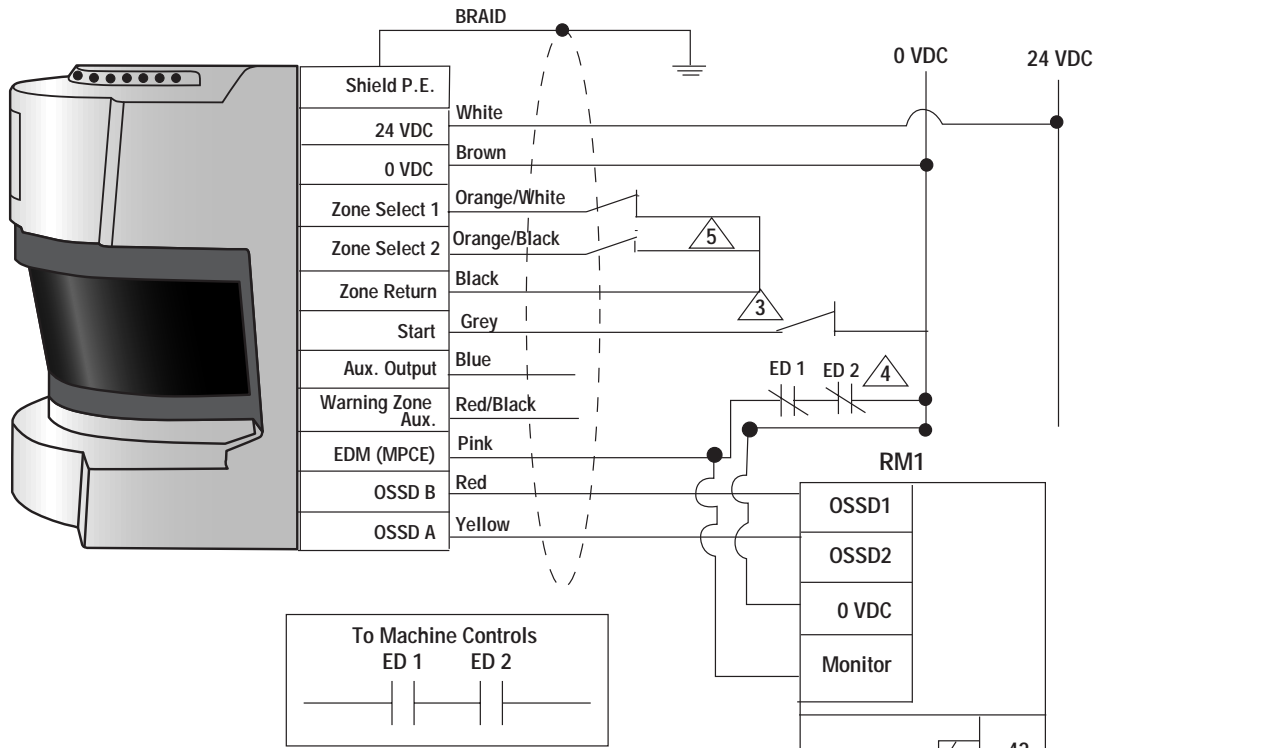 BRAID
0 VDC
24 VDC
Shield P.E.
24 VDC
White
0 VDC
Brown
Zone Select 1
Orange/White
Zone Select 2
Orange/Black
5
Zone Return
Black
3
Start
Grey
Aux. Output
Blue
ED 1
ED 2
4
Warning Zone
Aux.
Red/Black
EDM (MPCE)
Pink
RM1
OSSD B
Red
OSSD1
OSSD A
Yellow
OSSD2
0 VDC
Monitor
To Machine Controls
ED 1
ED 2